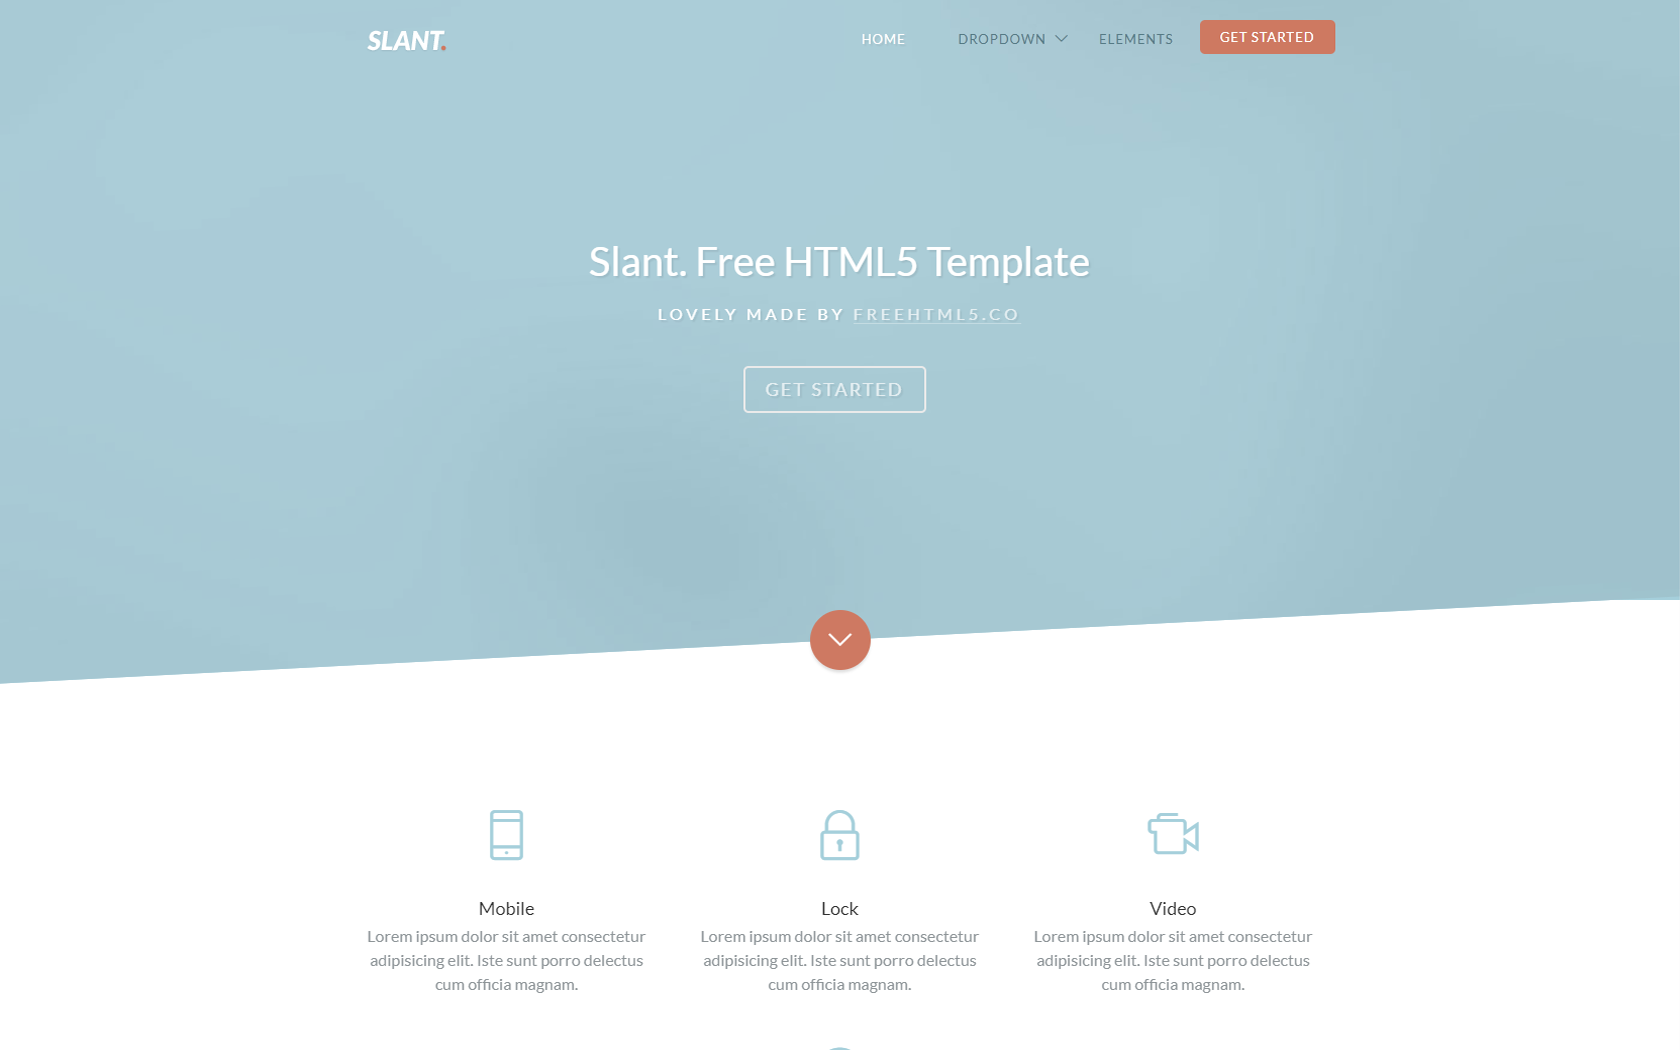 SLANT.
HOME
DROPDOWN
ELEMENTS
GET STARTED
Slant. Free HTML5 Template
LOVELY MADE BY FREEHTML5.CO
GET STARTED
Mobile
Lorem ipsum dolor sit amet consectetur
adipisicing elit. Iste sunt porro delectus
cum officia magnam.
Lock
Lorem ipsum dolor sit amet consectetur
adipisicing elit. Iste sunt porro delectus
cum officia magnam.
Video
Lorem ipsum dolor sit amet consectetur
adipisicing elit. Iste sunt porro delectus
cum officia magnam.